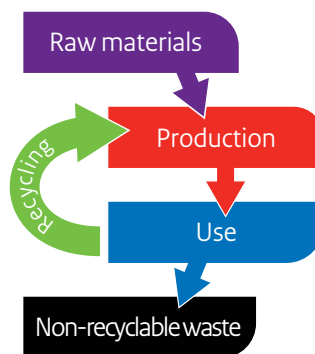 Raw materials
Production
Recycling
Use
Non-recyclable waste